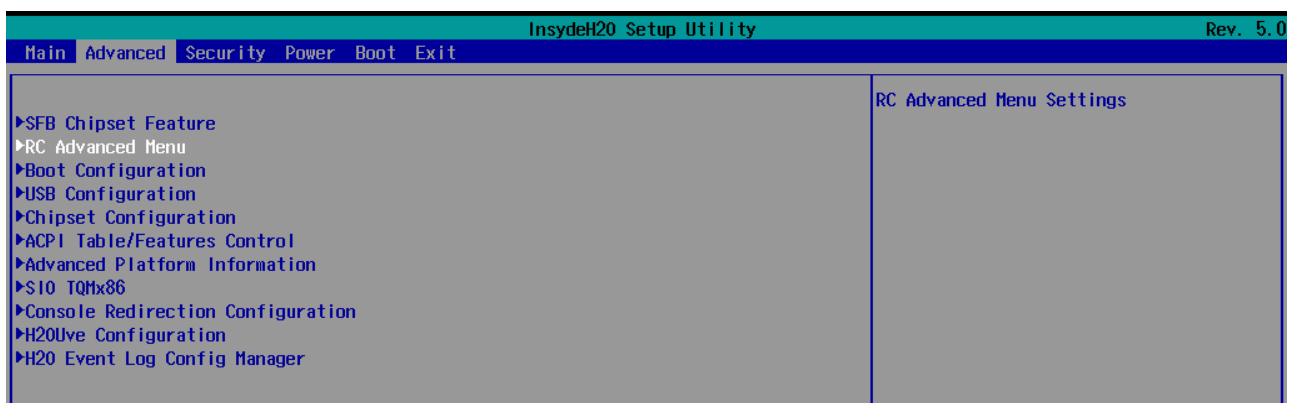 InsydeH20 Setup Utility Rev. 5.0
Main Advanced Security Power Boot Exit
RC Advanced Menu Settings
▶SFB Chipset Feature
▶RC Advanced Menu
▶Boot Configuration
▶USB Configuration
▶Chipset Configuration
▶ACPI Table/Features Control
▶Advanced Platform Information
▶SIO TQMx86
▶Console Redirection Configuration
▶H20Uve Configuration
▶H20 Event Log Config Manager